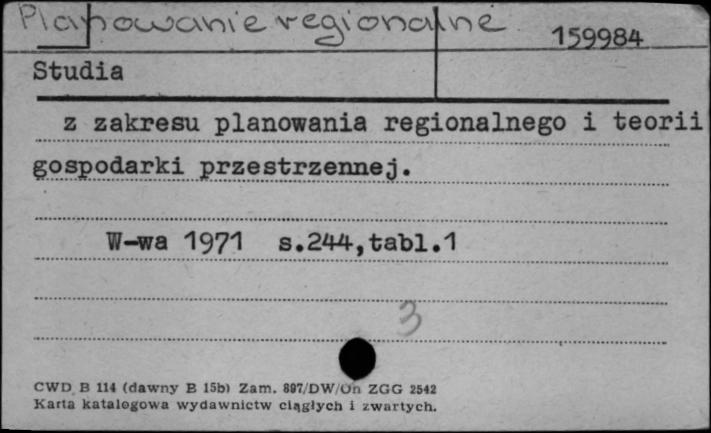 Planowanie regionalne
159984
Studia
z zakresu planowania regionalnego i teorii
gospodarki przestrzennej.
W-wa 1971 s.244,tabl.1
3
CWD B 114 (dawny B 15b) Zam. 897/DW/On ZGG 2542
Karta katalogowa wydawnictw ciągłych i zwartych.